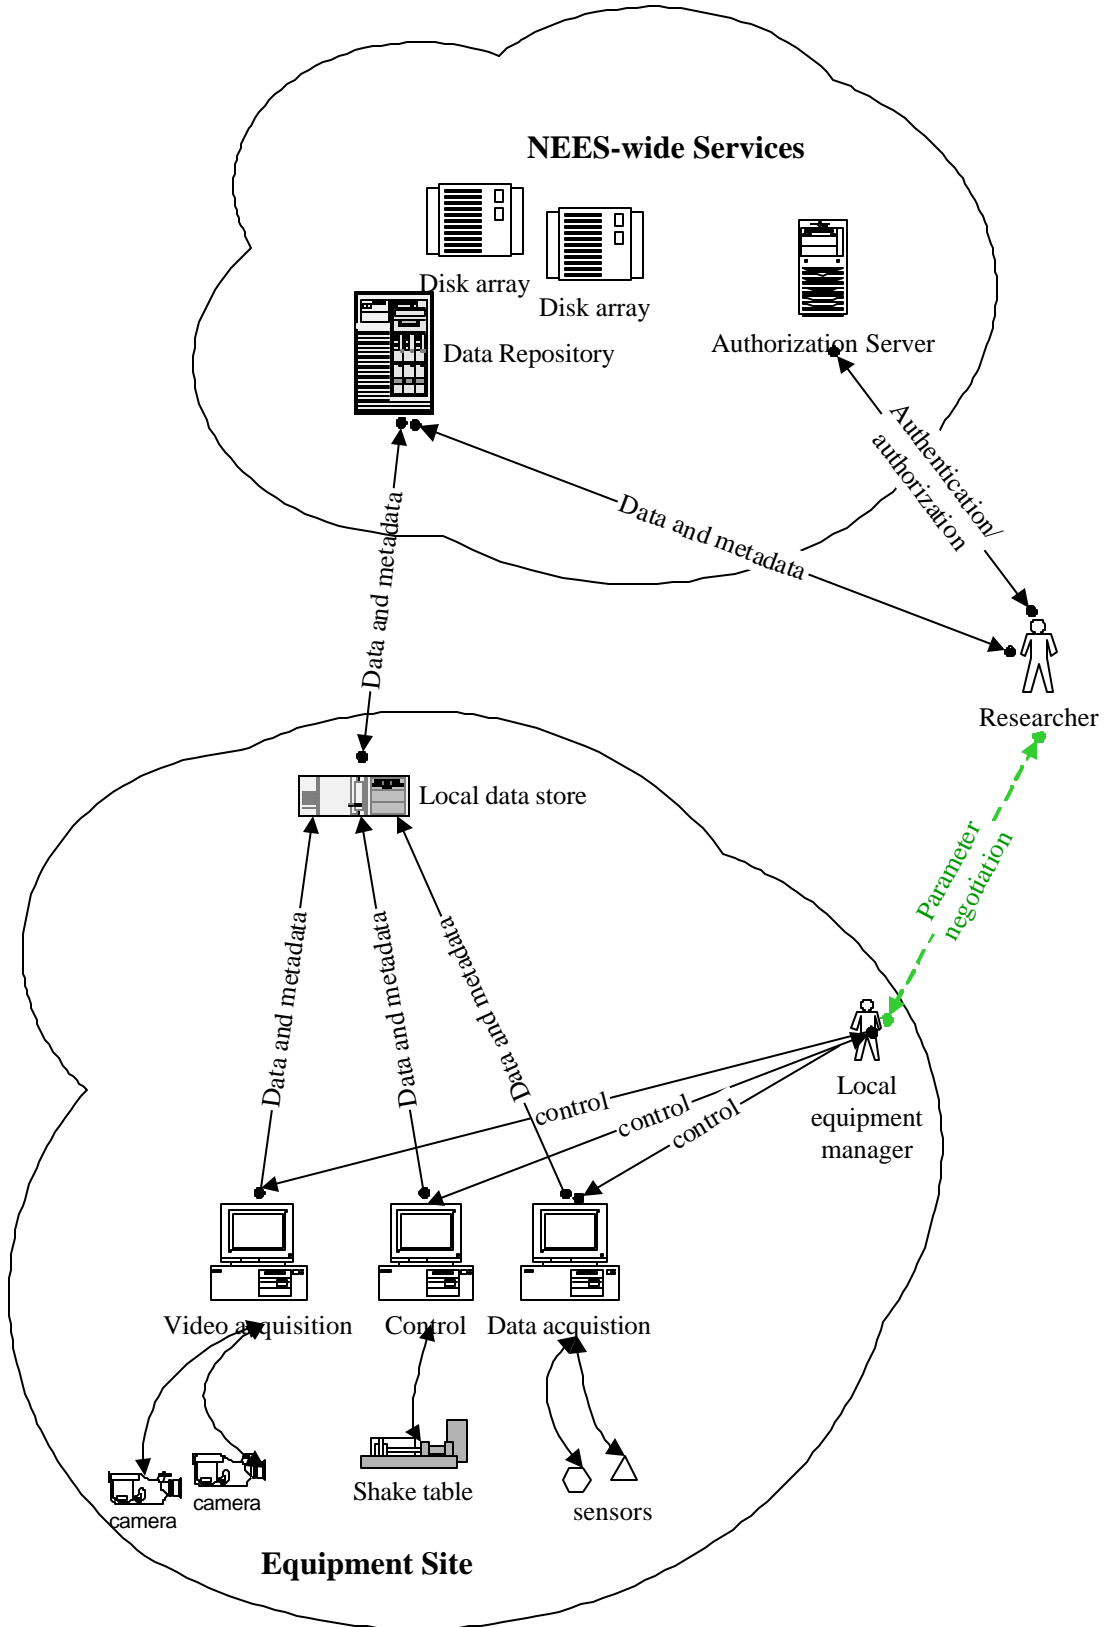 NEES-wide Services
Disk array
Disk array
Data Repository
Authorization Server
Authentication/
authorization
Data and metadata
Data and metadata
Researcher
Local data store
Parameter
negotiation
Data and metadata
Data and metadata
Data and metadata
control
control
control
Local
equipment
manager
Video acquisition
Control
Data acquistion
camera
camera
Shake table
sensors
Equipment Site